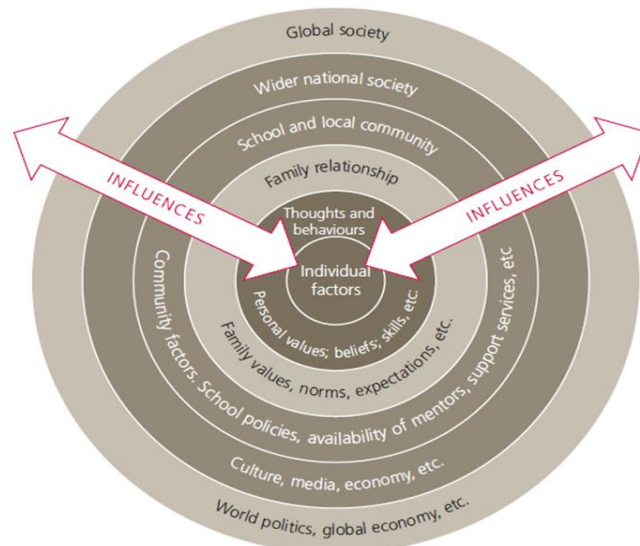 Global society
Wider national society
School and local community
Family relationship
Thoughts and
behaviours
Individual
factors
INFLUENCES
INFLUENCES
Personal values; beliefs; skills, etc.
Family values, norms, expectations, etc.
Community factors. School policies, availability of mentors, support services, etc
Culture, media, economy, etc.
World politics, global economy, etc.